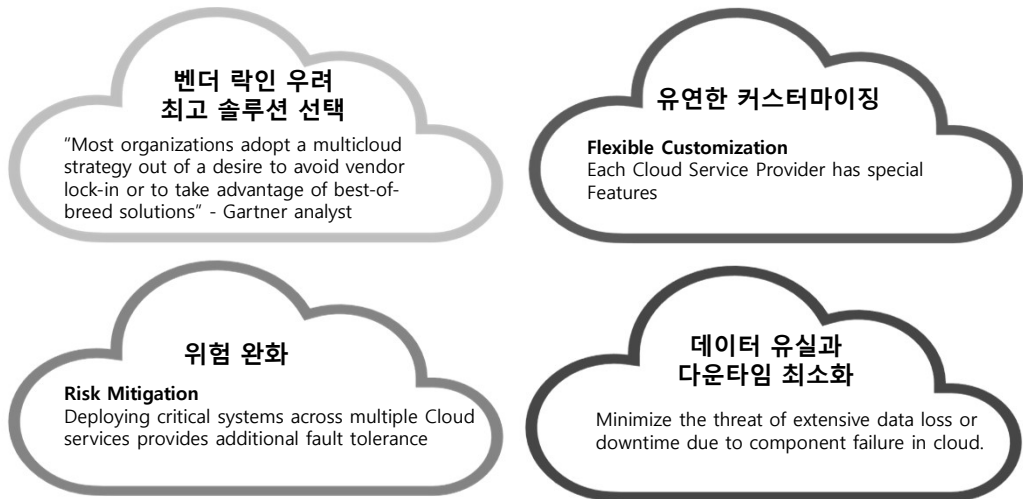 벤더 락인 우려
최고 솔루션 선택
"Most organizations adopt a multicloud
strategy out of a desire to avoid vendor
lock-in or to take advantage of best-of-
breed solutions" - Gartner analyst
유연한 커스터마이징
Flexible Customization
Each Cloud Service Provider has special
Features
위험 완화
Risk Mitigation
Deploying critical systems across multiple Cloud
services provides additional fault tolerance
데이터 유실과
다운타임 최소화
Minimize the threat of extensive data loss or
downtime due to component failure in cloud.